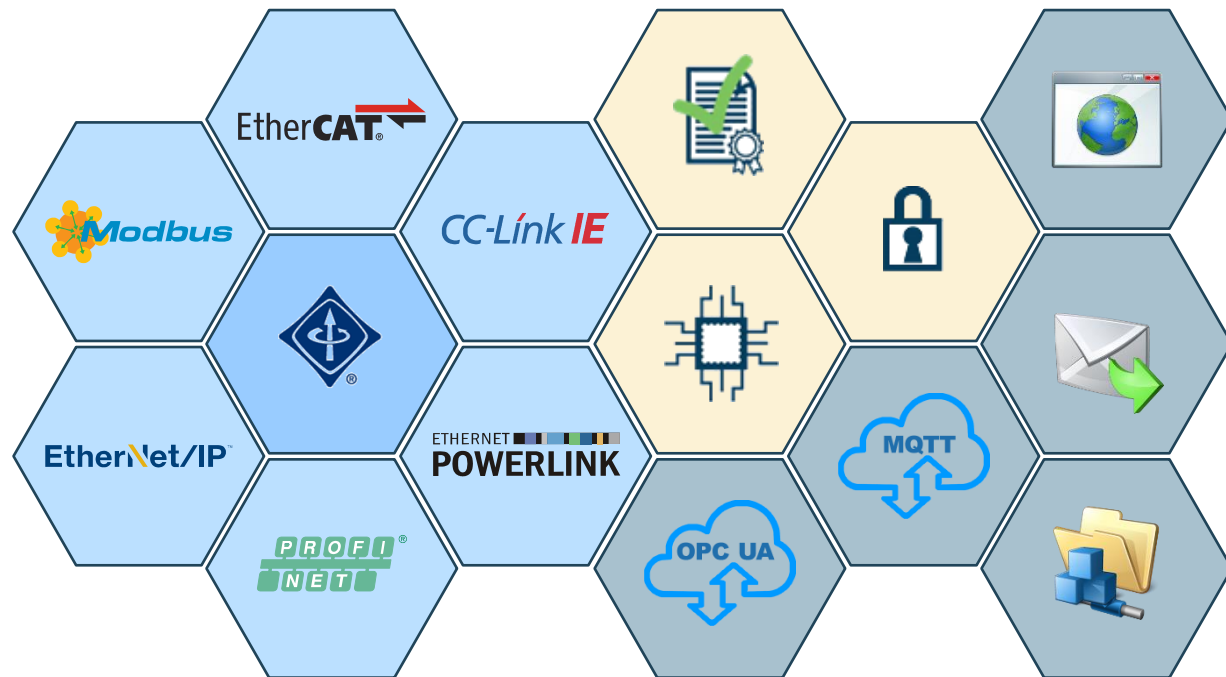 EtherCAT®
Modbus
CC-Link IE
®
EtherNet/IP™
ETHERNET
POWERLINK
MQTT
PROFI®
NET
OPC UA